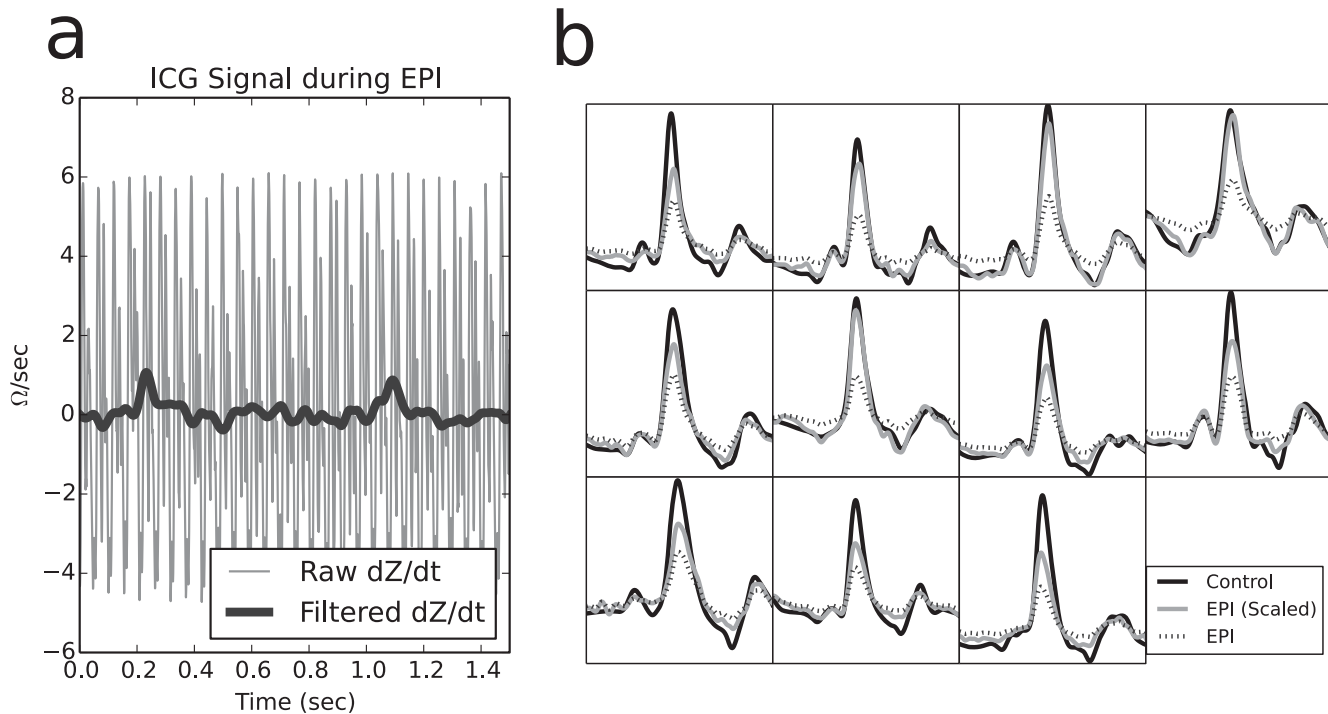 a
ICG Signal during EPI
8
6
4
2
0
−2
−4
−6
Ω/sec
Raw dZ/dt
Filtered dZ/dt
0.0 0.2 0.4 0.6 0.8 1.0 1.2 1.4
Time (sec)
b
Control
EPI (Scaled)
EPI